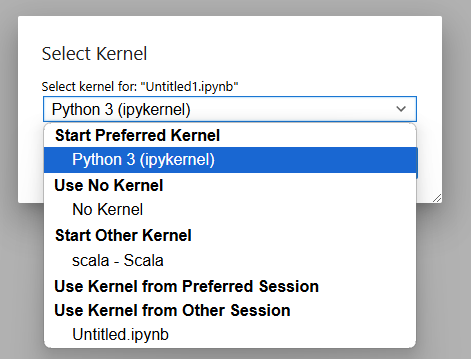 Select Kernel
Select kernel for: "Untitled1.ipynb"
Python 3 (ipykernel)
Start Preferred Kernel
Python 3 (ipykernel)
Use No Kernel
No Kernel
Start Other Kernel
scala - Scala
Use Kernel from Preferred Session
Use Kernel from Other Session
Untitled.ipynb